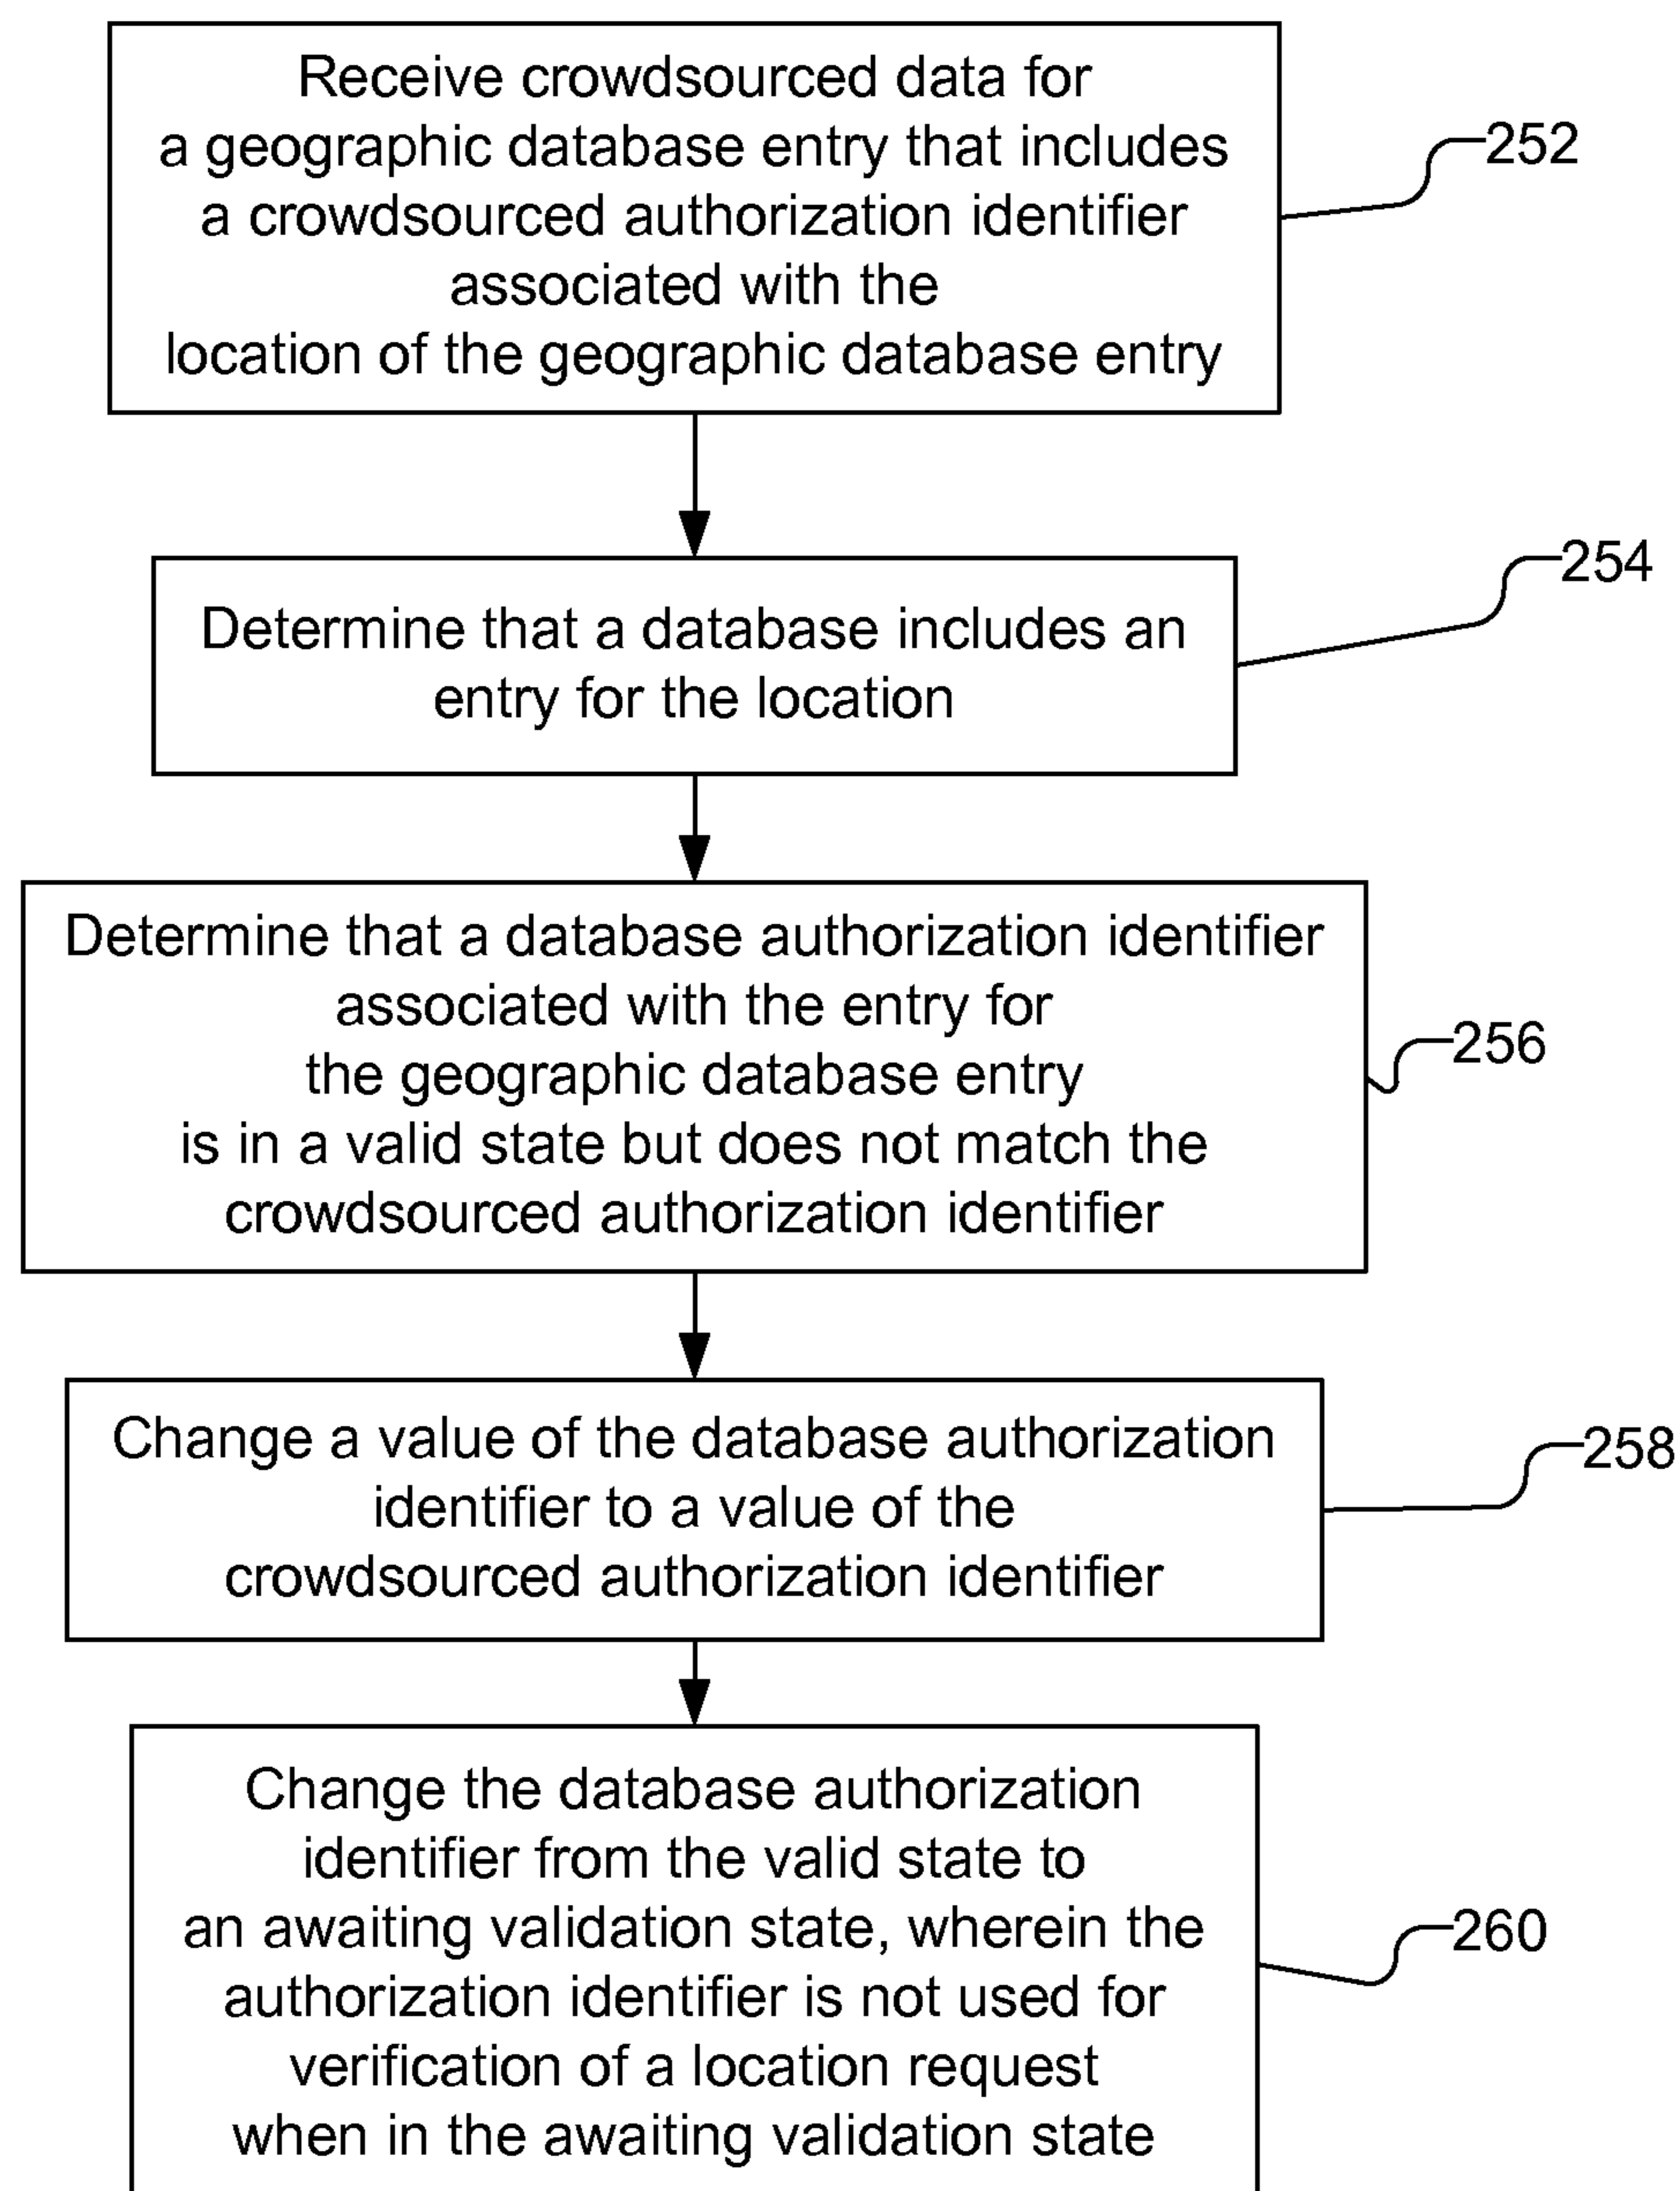 Receive crowdsourced data for
a geographic database entry that includes
a crowdsourced authorization identifier
associated with the
location of the geographic database entry
252
Determine that a database includes an
entry for the location
254
Determine that a database authorization identifier
associated with the entry for
the geographic database entry
is in a valid state but does not match the
crowdsourced authorization identifier
256
Change a value of the database authorization
identifier to a value of the
crowdsourced authorization identifier
258
Change the database authorization
identifier from the valid state to
an awaiting validation state, wherein the
authorization identifier is not used for
verification of a location request
when in the awaiting validation state
260